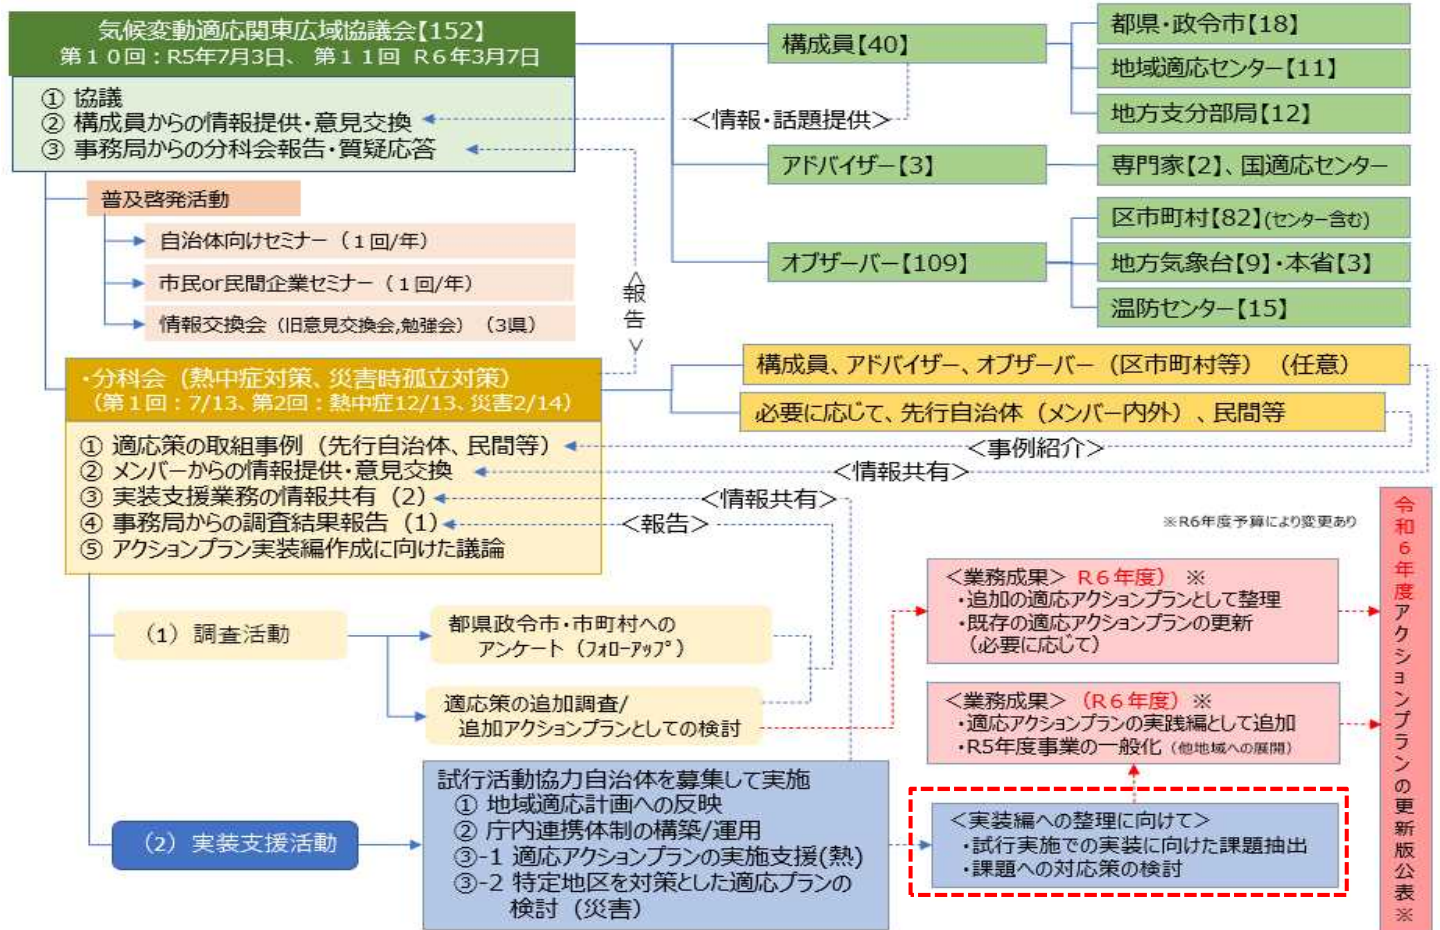 気候変動適応関東広域協議会【152】
第１０回：R5年7月3日、 第１１回 R６年3月7日
① 協議
② 構成員からの情報提供・意見交換
③ 事務局からの分科会報告・質疑応答
構成員【40】
＜情報・話題提供＞
アドバイザー【3】
オブザーバー【109】
都県・政令市【18】
地域適応センター【11】
地方支分部局【12】
専門家【2】、国適応センター
区市町村【82】(センター含む)
地方気象台【9】・本省【3】
温防センター【15】
普及啓発活動
自治体向けセミナー（１回/年）
市民or民間企業セミナー（１回/年）
情報交換会（旧意見交換会,勉強会）（3県）
＜報告＞
・分科会（熱中症対策、災害時孤立対策）
（第１回：7/13、第2回：熱中症12/13、災害2/14）
① 適応策の取組事例（先行自治体、民間等）
② メンバーからの情報提供・意見交換
③ 実装支援業務の情報共有（2）
④ 事務局からの調査結果報告（1）
⑤ アクションプラン実装編作成に向けた議論
構成員、アドバイザー、オブザーバー（区市町村等）（任意）
必要に応じて、先行自治体（メンバー内外）、民間等
＜事例紹介＞
＜情報共有＞
＜情報共有＞
＜報告＞
※R6年度予算により変更あり
（1）調査活動
都県政令市・市町村への
アンケート（ﾌｫﾛｰｱｯﾌﾟ）
適応策の追加調査/
追加アクションプランとしての検討
＜業務成果＞ R６年度） ※
・追加の適応アクションプランとして整理
・既存の適応アクションプランの更新
（必要に応じて）
＜業務成果＞（R６年度） ※
・適応アクションプランの実践編として追加
・R5年度事業の一般化（他地域への展開）
（2）実装支援活動
試行活動協力自治体を募集して実施
① 地域適応計画への反映
② 庁内連携体制の構築/運用
③-1 適応アクションプランの実施支援(熱)
③-2 特定地区を対策とした適応プランの
検討（災害）
＜実装編への整理に向けて＞
・試行実施での実装に向けた課題抽出
・課題への対応策の検討
令和６年度アクションプランの更新版公表※